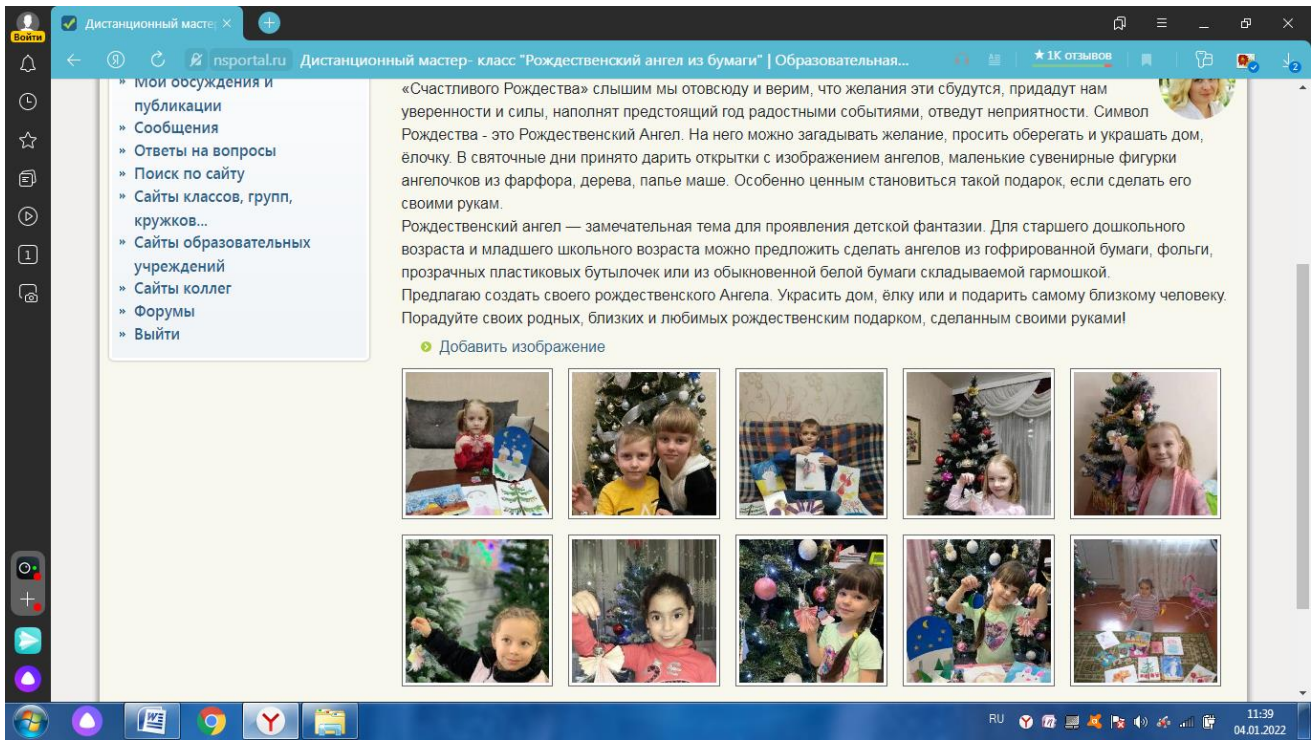 Войти
Дистанционный масте
nsportal.ru Дистанционный мастер- класс "Рождественский ангел из бумаги" | Образовательная...
★ 1K отзывов
2
1
» Мои обсуждения и
публикации
» Сообщения
» Ответы на вопросы
» Поиск по сайту
» Сайты классов, групп,
кружков...
» Сайты образовательных
учреждений
» Сайты коллег
» Форумы
» Выйти
«Счастливого Рождества» слышим мы отовсюду и верим, что желания эти сбудутся, придадут нам
уверенности и силы, наполнят предстоящий год радостными событиями, отведут неприятности. Символ
Рождества - это Рождественский Ангел. На него можно загадывать желание, просить оберегать и украшать дом,
ёлочку. В святочные дни принято дарить открытки с изображением ангелов, маленькие сувенирные фигурки
ангелочков из фарфора, дерева, папье маше. Особенно ценным становиться такой подарок, если сделать его
своими рукам.
Рождественский ангел — замечательная тема для проявления детской фантазии. Для старшего дошкольного
возраста и младшего школьного возраста можно предложить сделать ангелов из гофрированной бумаги, фольги,
прозрачных пластиковых бутылочек или из обыкновенной белой бумаги складываемой гармошкой.
Предлагаю создать своего рождественского Ангела. Украсить дом, ёлку или и подарить самому близкому человеку.
Порадуйте своих родных, близких и любимых рождественским подарком, сделанным своими руками!
Добавить изображение
RU
11:39
04.01.2022